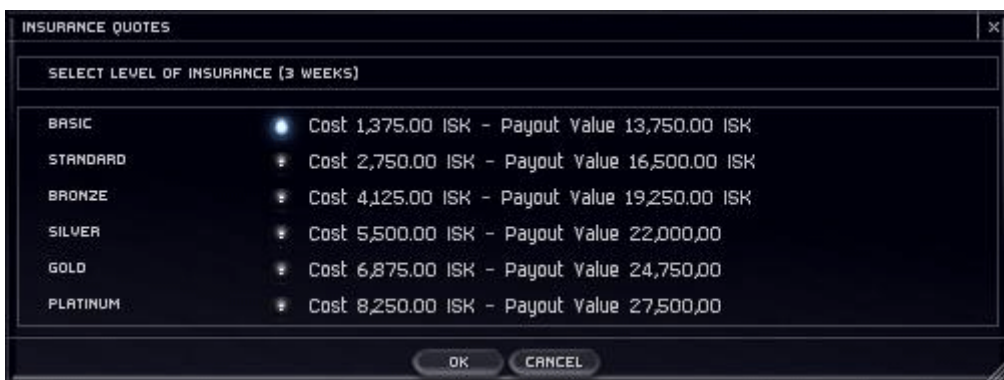 INSURANCE QUOTES
SELECT LEVEL OF INSURANCE (3 WEEKS)
BASIC Cost 1,375.00 ISK - Payout Value 13,750.00 ISK
STANDARD Cost 2,750.00 ISK - Payout Value 16,500.00 ISK
BRONZE Cost 4,125.00 ISK - Payout Value 19,250.00 ISK
SILVER Cost 5,500.00 ISK - Payout Value 22,000,00
GOLD Cost 6,875.00 ISK - Payout Value 24,750,00
PLATINUM Cost 8,250.00 ISK - Payout Value 27,500,00
OK CANCEL